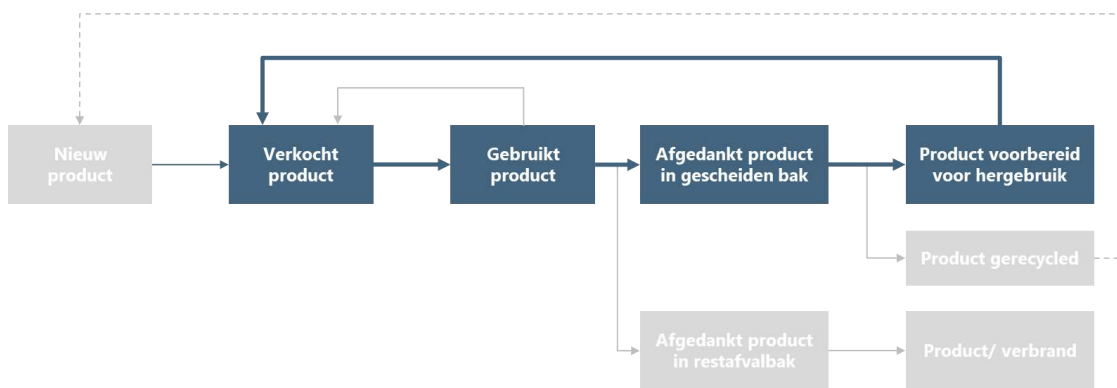 Nieuw
product
Verkocht
product
Gebruikt
product
Afgedankt product
in gescheiden bak
Product voorbereid
voor hergebruik
Product gerecycled
Afgedankt product
in restafvalbak
Product/ verbrand